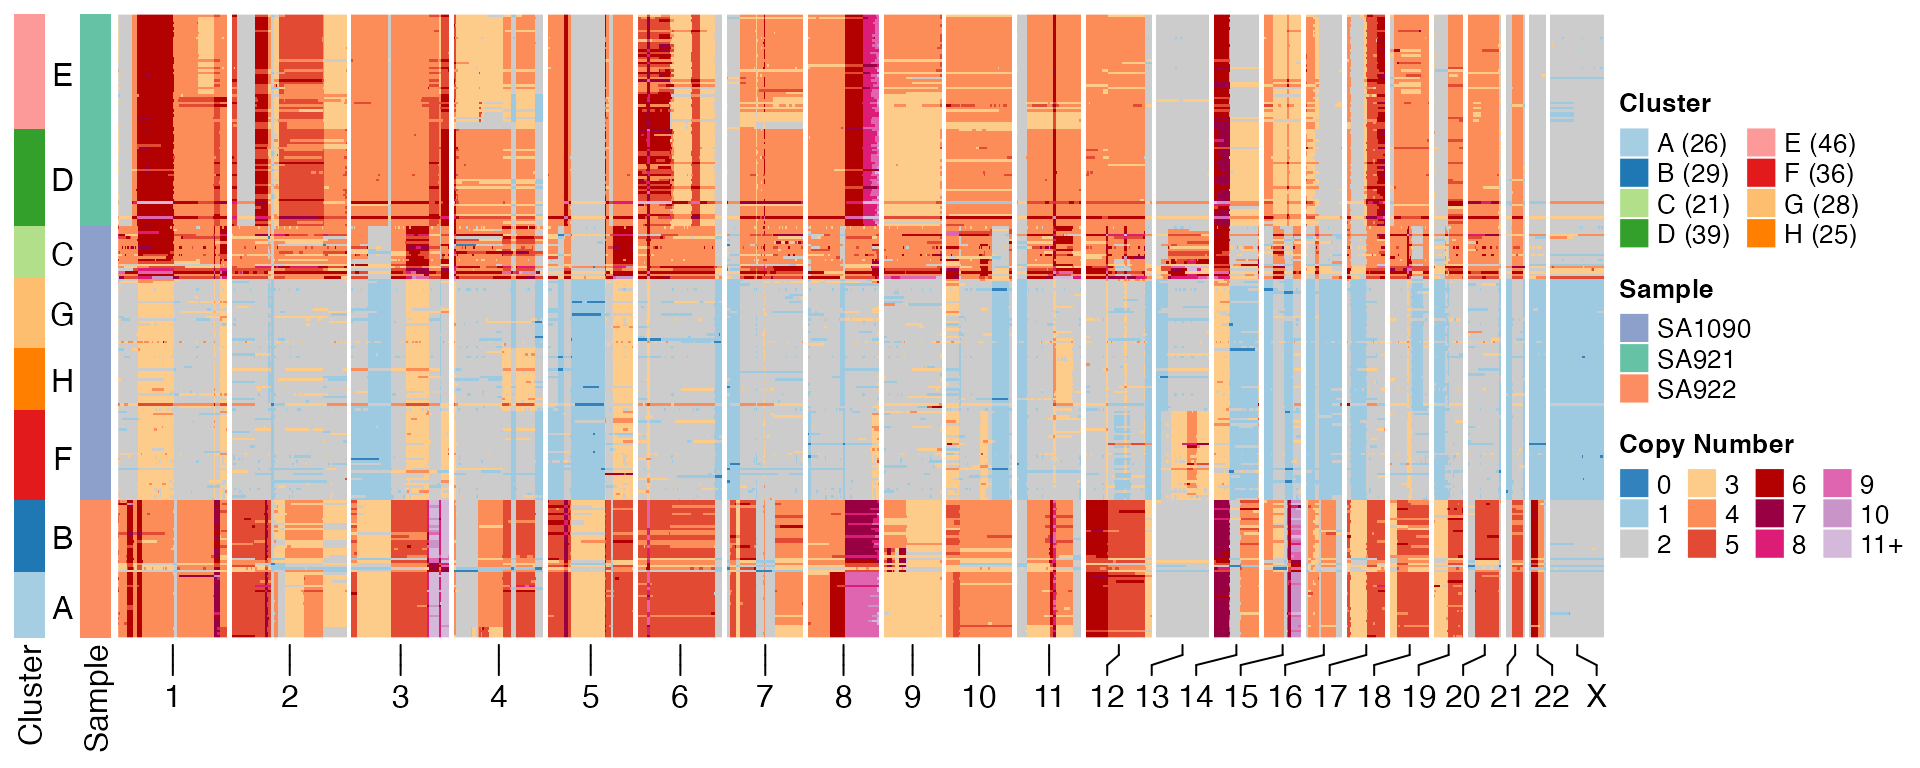 E
D
C
G
H
F
B
A
Cluster
Sample
1 2 3 4 5 6 7 8 9 10 11 12 13 14 15 16 17 18 19 20 21 22 X
Cluster
A (26) E (46)
B (29) F (36)
C (21) G (28)
D (39) H (25)
Sample
SA1090
SA921
SA922
Copy Number
0 3 6 9
1 4 7 10
2 5 8 11+